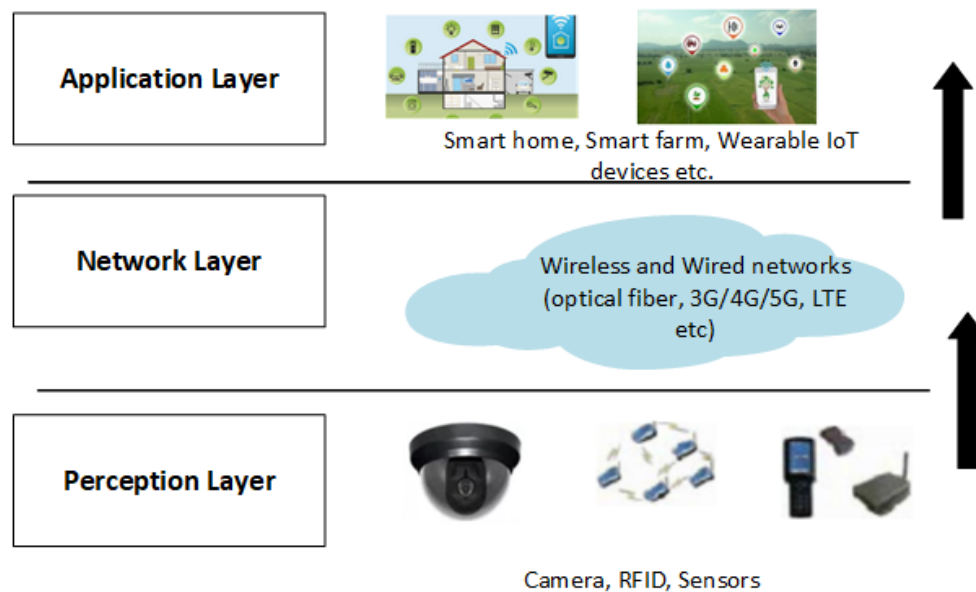 Application Layer
Smart home, Smart farm, Wearable IoT
devices etc.
Network Layer
Wireless and Wired networks
(optical fiber, 3G/4G/5G, LTE
etc)
Perception Layer
Camera, RFID, Sensors